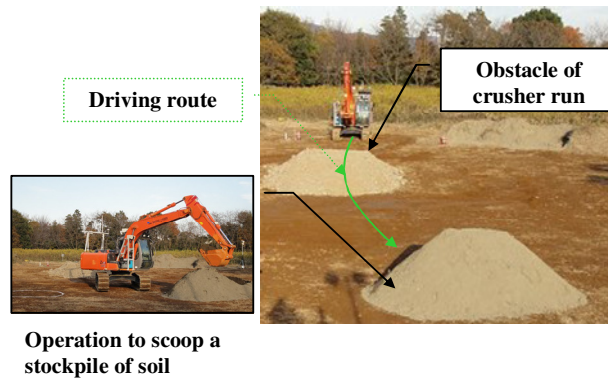 Driving route
Obstacle of
crusher run
Operation to scoop a
stockpile of soil